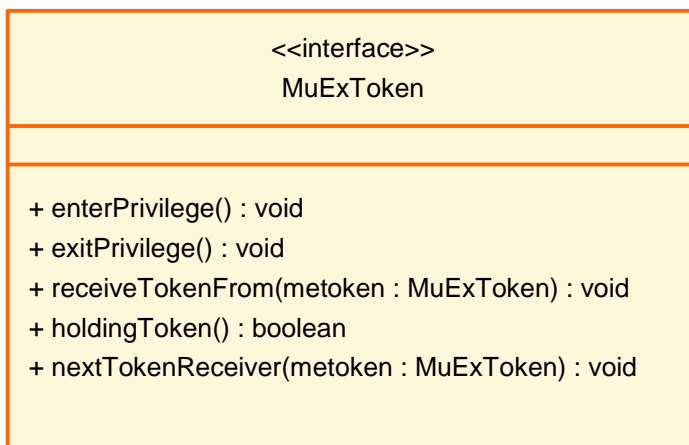 <<interface>>
MuExToken
+ enterPrivilege() : void
+ exitPrivilege() : void
+ receiveTokenFrom(metoken : MuExToken) : void
+ holdingToken() : boolean
+ nextTokenReceiver(metoken : MuExToken) : void